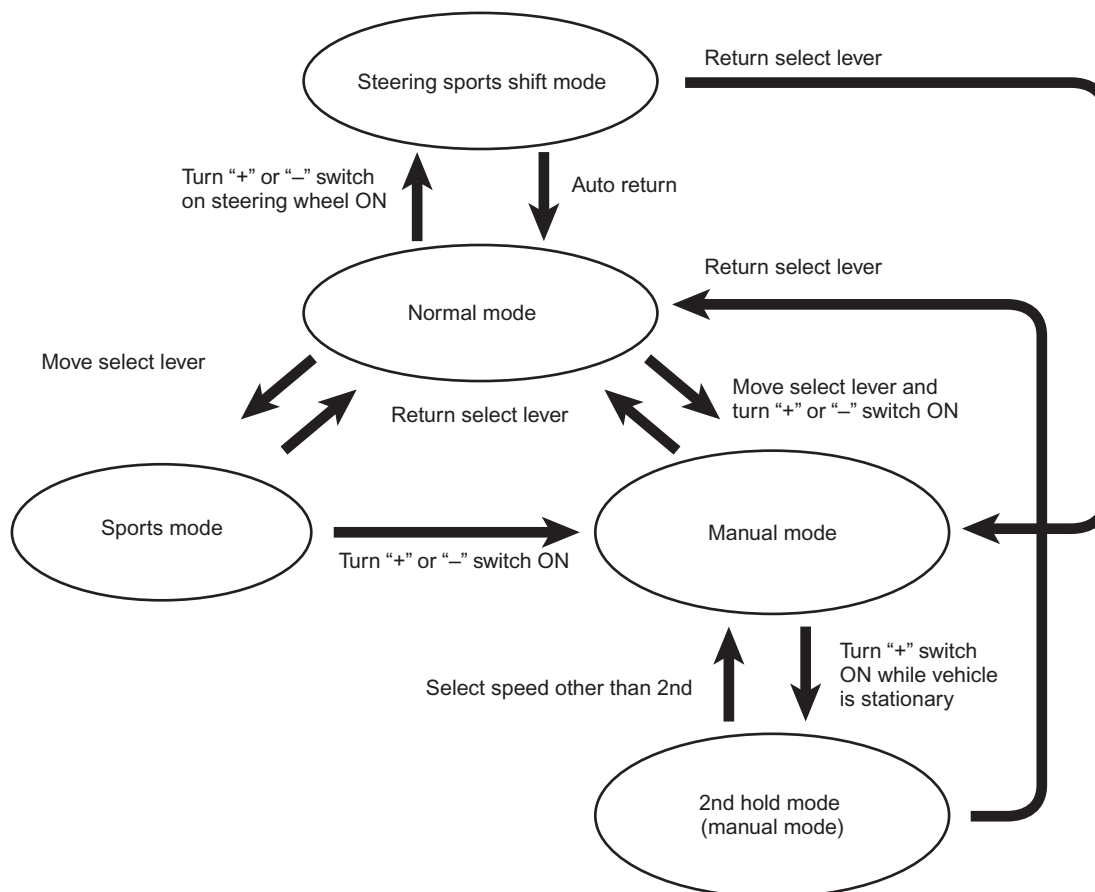 Return select lever
Steering sports shift mode
Turn “+” or “–” switch
on steering wheel ON
Auto return
Return select lever
Normal mode
Move select lever
Move select lever and
turn “+” or “–” switch ON
Return select lever
Sports mode
Manual mode
Turn “+” or “–” switch ON
Turn “+” switch
ON while vehicle
is stationary
Select speed other than 2nd
2nd hold mode
(manual mode)